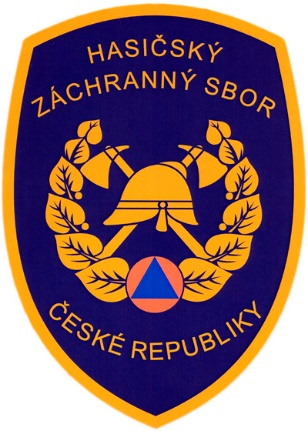 HASIČSKÝ
ZÁCHRANNÝ SBOR
ČESKÉ REPUBLIKY